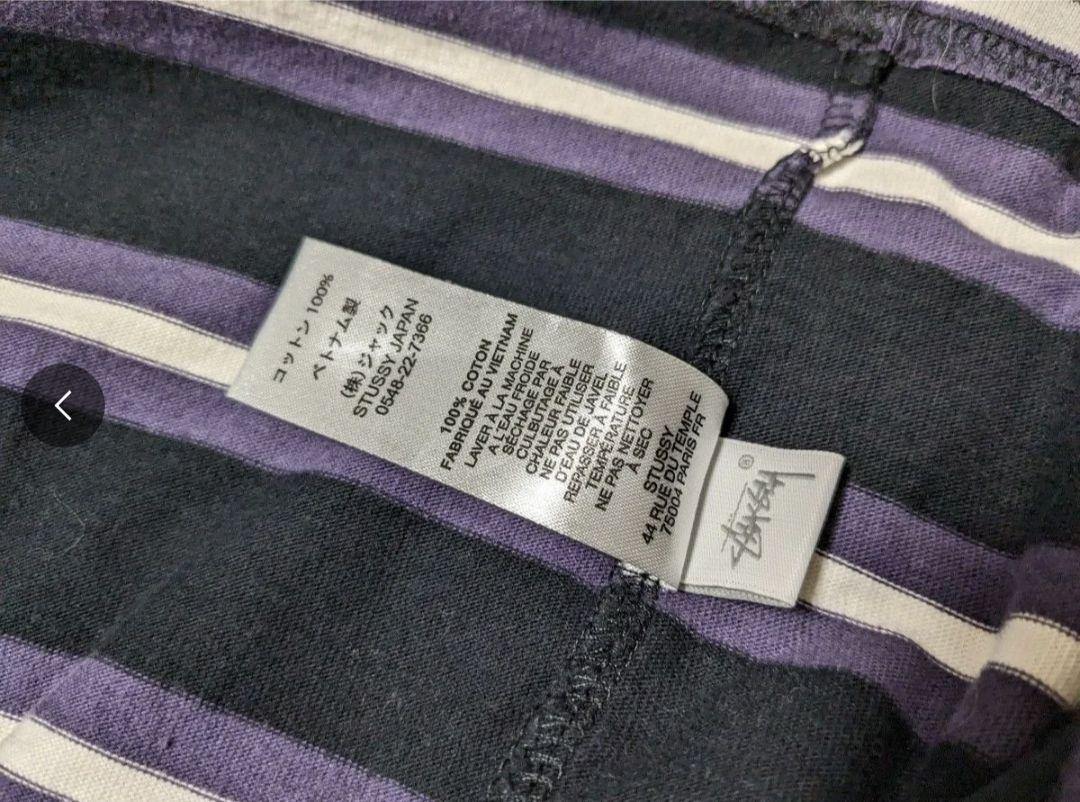 コットン 100%
ベトナム製
(株) ジャック
STUSSY JAPAN
0548-22-7366
100% COTON
FABRIQUÉ AU VIETNAM
LAVER À LA MACHINE
A L'EAU FROIDE
SÉCHAGE PAR
CULBUTAGE À
CHALEUR FAIBLE
NE PAS UTILISER
D'EAU DE JAVEL
REPASSER À FAIBLE
TEMPÉRATURE
NE PAS NETTOYER
À SEC
STUSSY
44 RUE DU TEMPLE
75004 PARIS FR
Stüssy ®